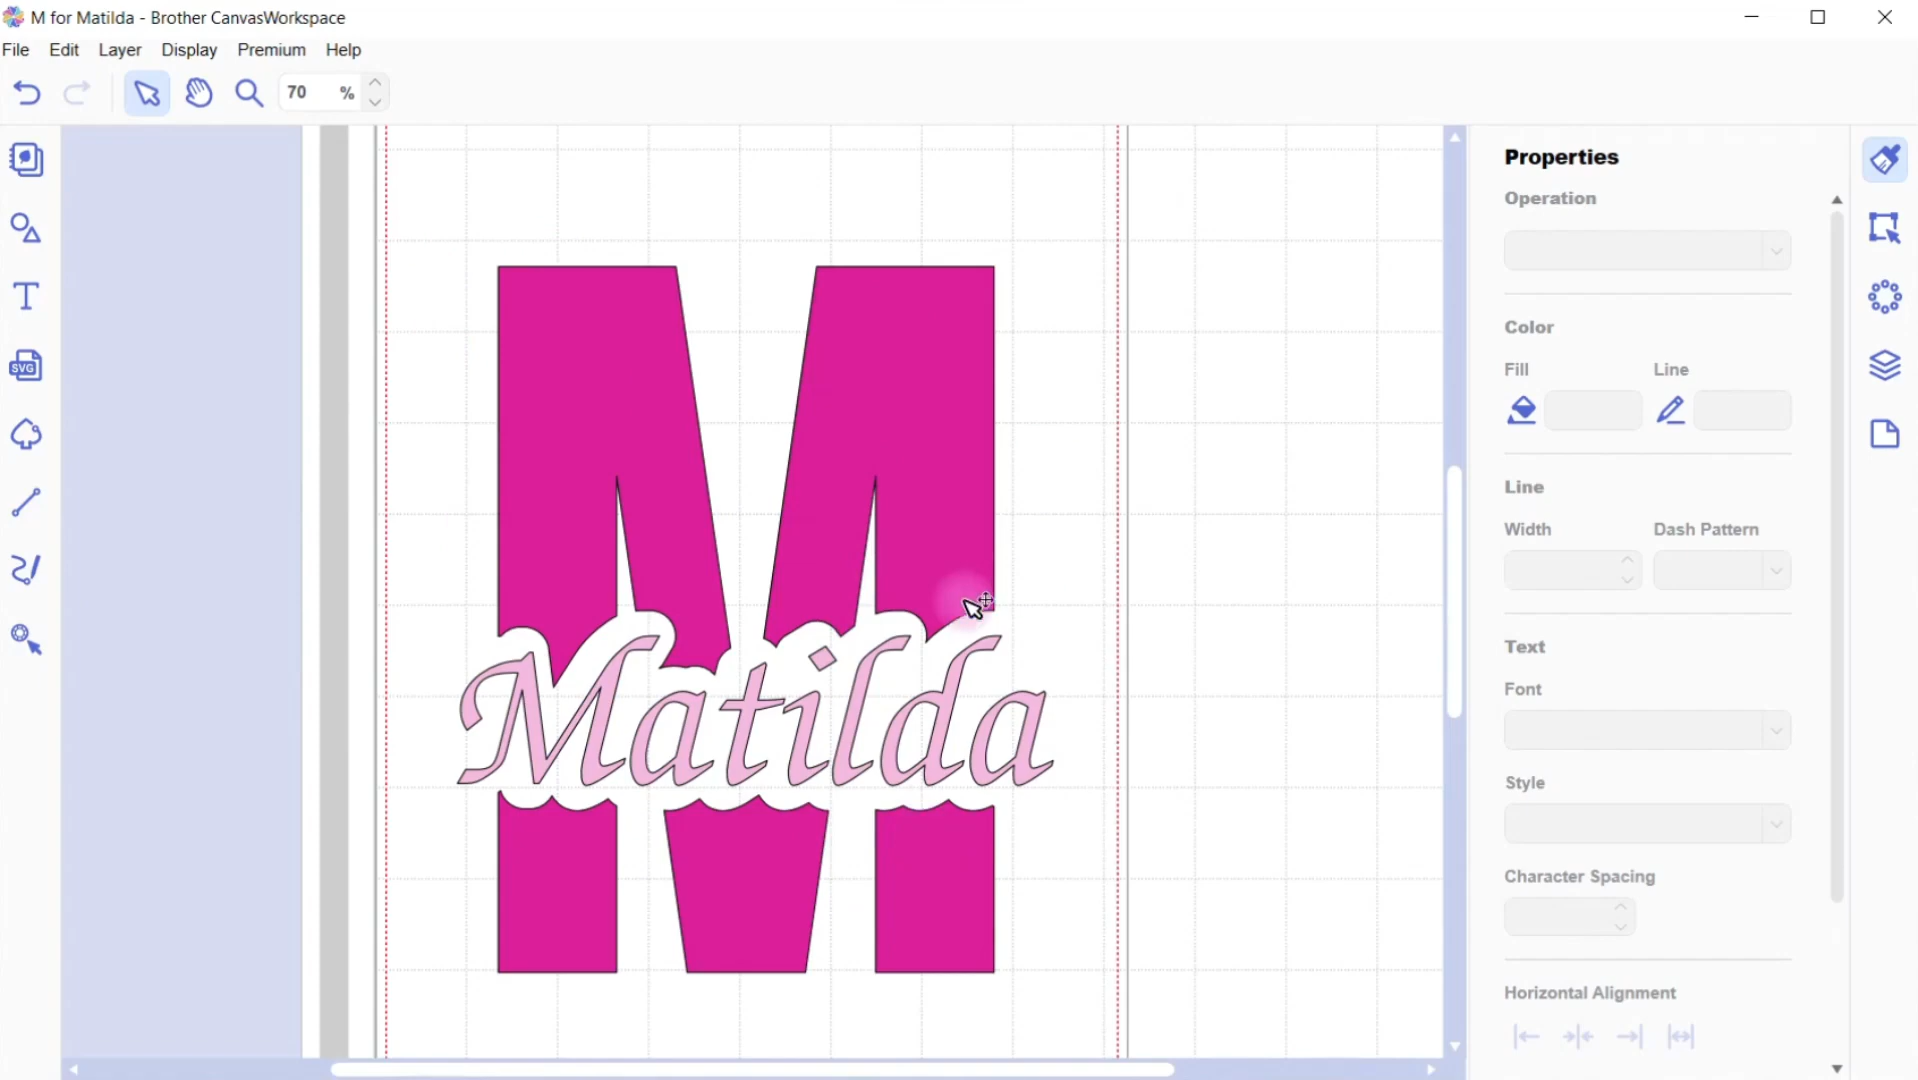 M for Matilda - Brother CanvasWorkspace
File Edit Layer Display Premium Help
70 %
SVG
M
Matilda
Properties
Operation
Color
Fill Line
Line
Width Dash Pattern
Text
Font
Style
Character Spacing
Horizontal Alignment